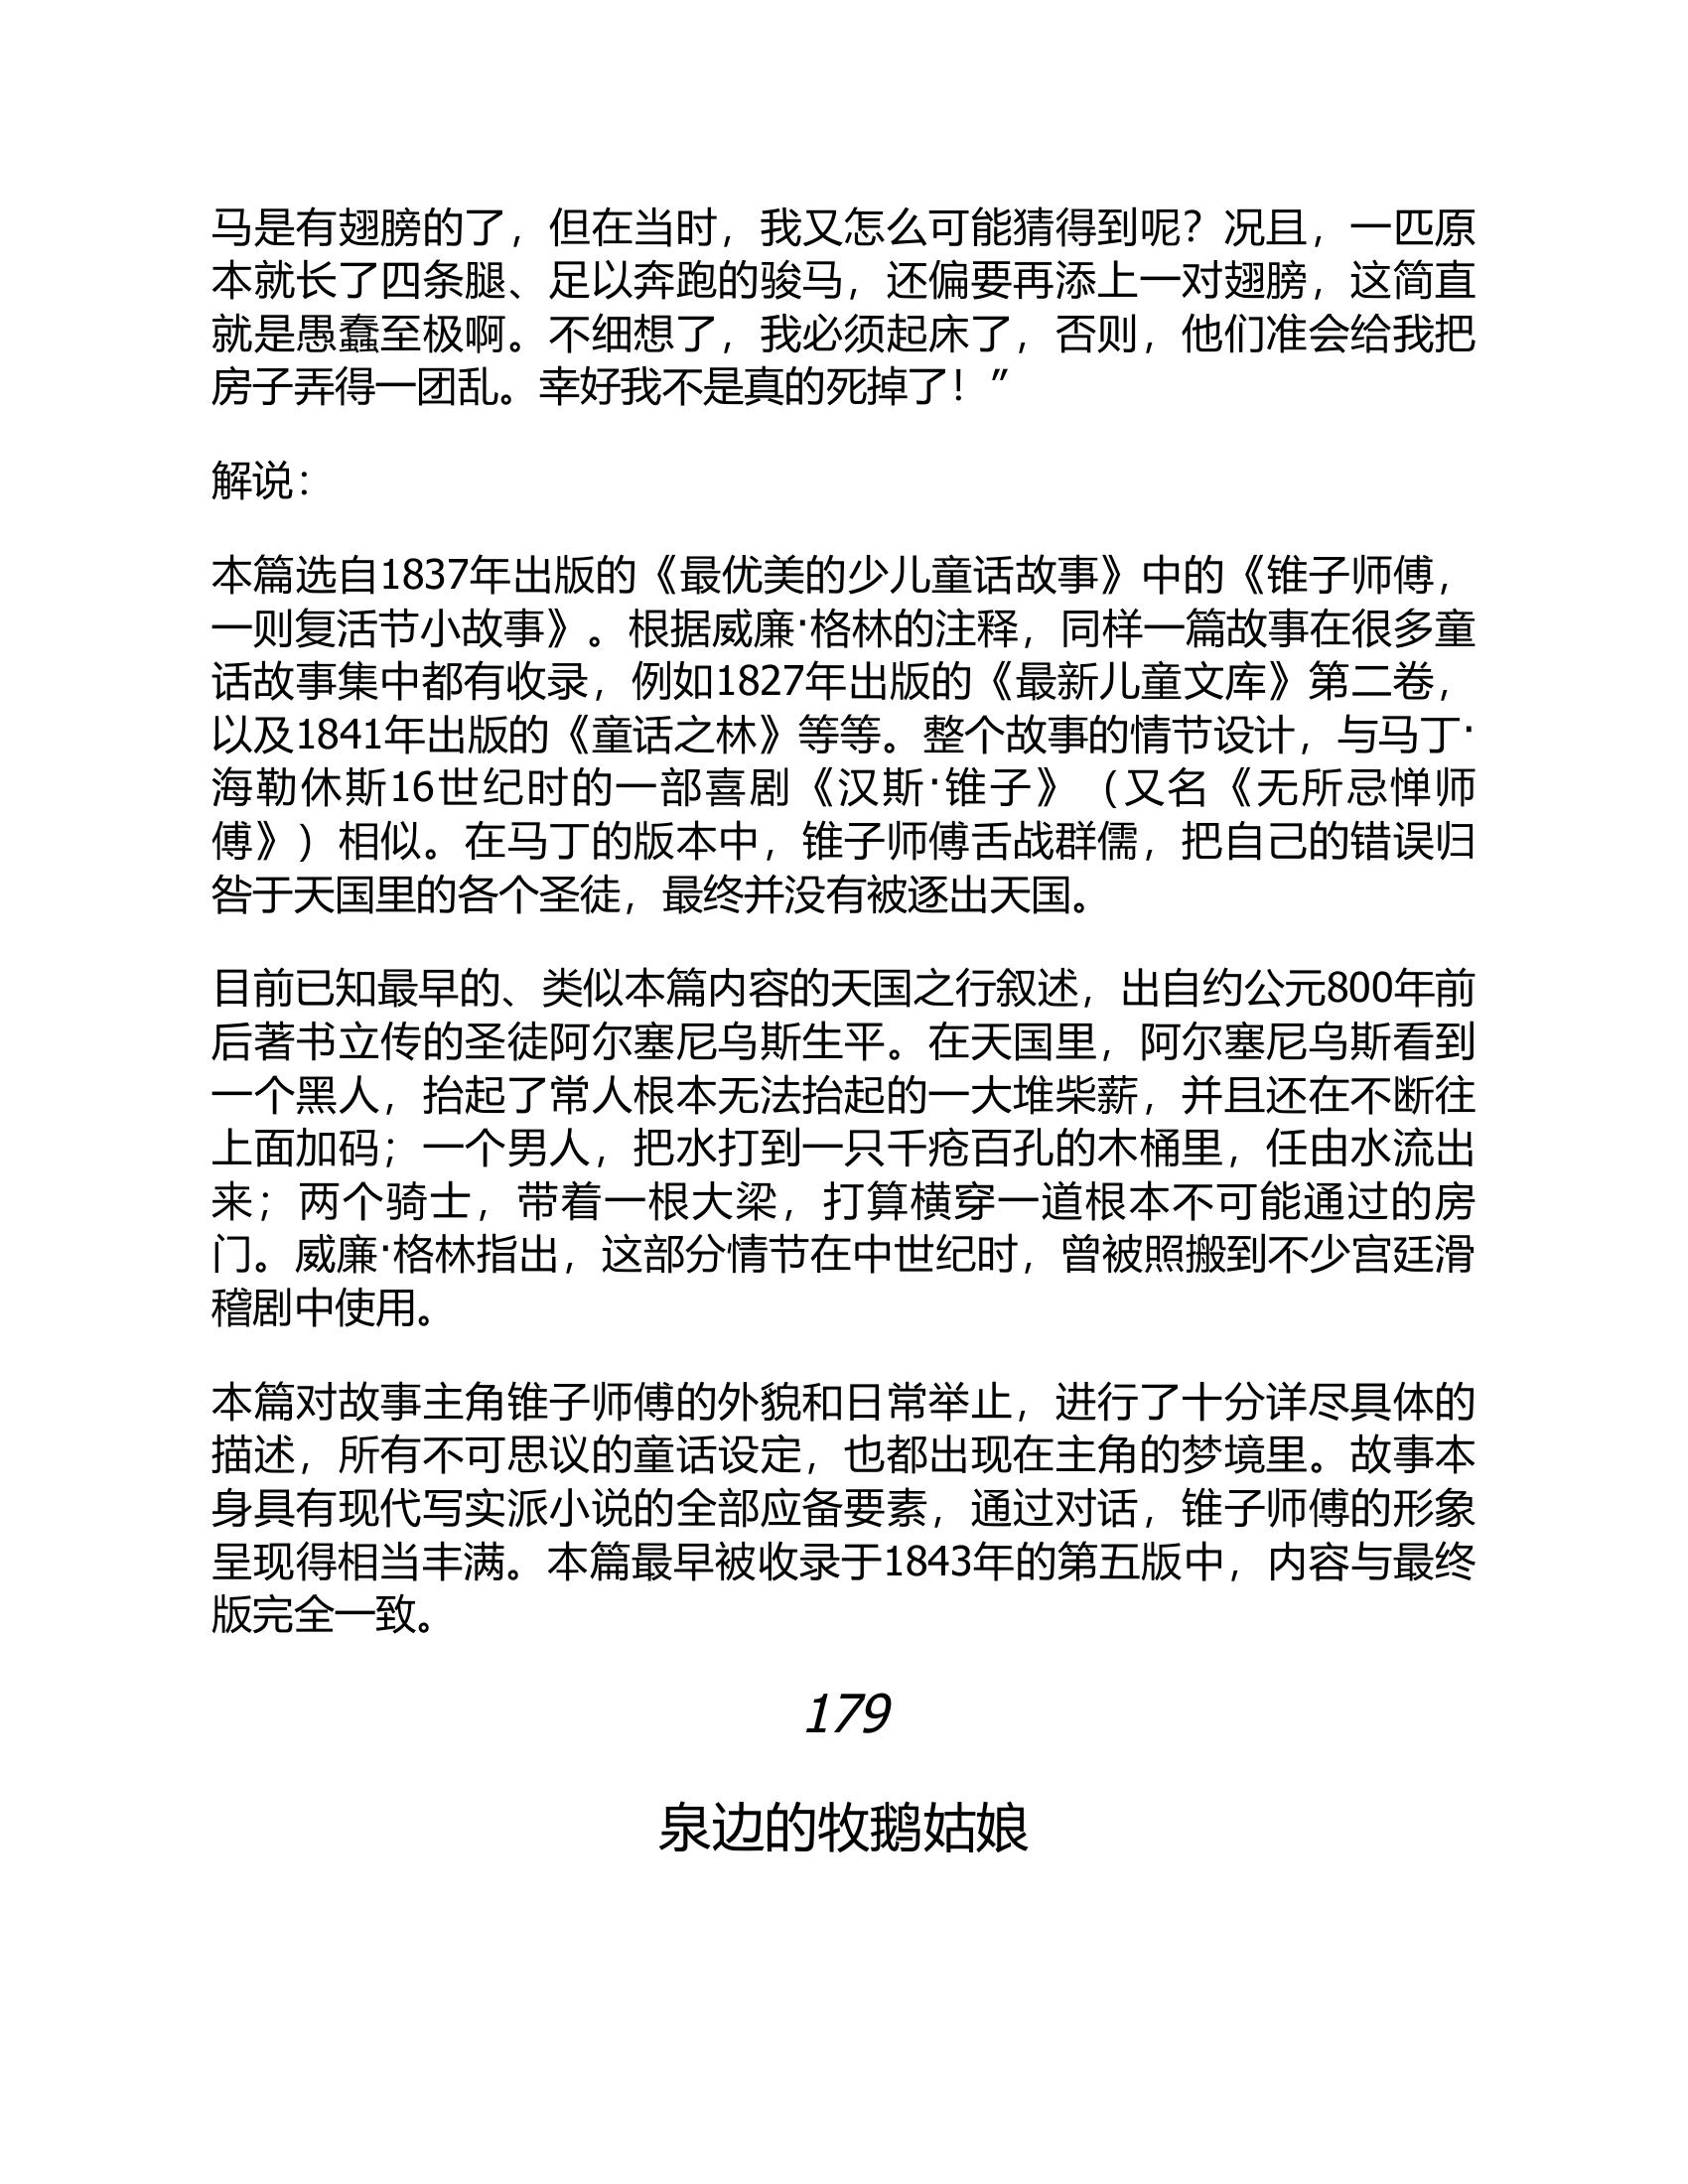 马是有翅膀的了，但在当时，我又怎么可能猜得到呢？况且，一匹原
本就长了四条腿、足以奔跑的骏马，还偏要再添上一对翅膀，这简直
就是愚蠢至极啊。不细想了，我必须起床了，否则，他们准会给我把
房子弄得一团乱。幸好我不是真的死掉了！”
解说：
本篇选自1837年出版的《最优美的少儿童话故事》中的《锥子师傅，
一则复活节小故事》。根据威廉·格林的注释，同样一篇故事在很多童
话故事集中都有收录，例如1827年出版的《最新儿童文库》第二卷，
以及1841年出版的《童话之林》等等。整个故事的情节设计，与马丁·
海勒休斯16世纪时的一部喜剧《汉斯·锥子》（又名《无所忌惮师
傅》）相似。在马丁的版本中，锥子师傅舌战群儒，把自己的错误归
咎于天国里的各个圣徒，最终并没有被逐出天国。
目前已知最早的、类似本篇内容的天国之行叙述，出自约公元800年前
后著书立传的圣徒阿尔塞尼乌斯生平。在天国里，阿尔塞尼乌斯看到
一个黑人，抬起了常人根本无法抬起的一大堆柴薪，并且还在不断往
上面加码；一个男人，把水打到一只千疮百孔的木桶里，任由水流出
来；两个骑士，带着一根大梁，打算横穿一道根本不可能通过的房
门。威廉·格林指出，这部分情节在中世纪时，曾被照搬到不少宫廷滑
稽剧中使用。
本篇对故事主角锥子师傅的外貌和日常举止，进行了十分详尽具体的
描述，所有不可思议的童话设定，也都出现在主角的梦境里。故事本
身具有现代写实派小说的全部应备要素，通过对话，锥子师傅的形象
呈现得相当丰满。本篇最早被收录于1843年的第五版中，内容与最终
版完全一致。
179
泉边的牧鹅姑娘